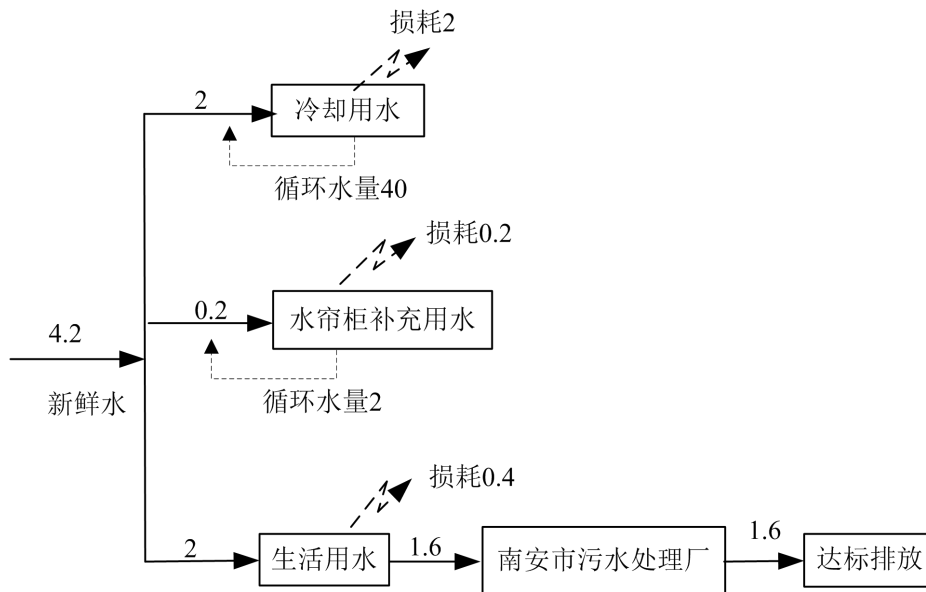 损耗2
2
冷却用水
循环水量40
损耗0.2
0.2
水帘柜补充用水
4.2
循环水量2
新鲜水
损耗0.4
2
生活用水
1.6
南安市污水处理厂
1.6
达标排放